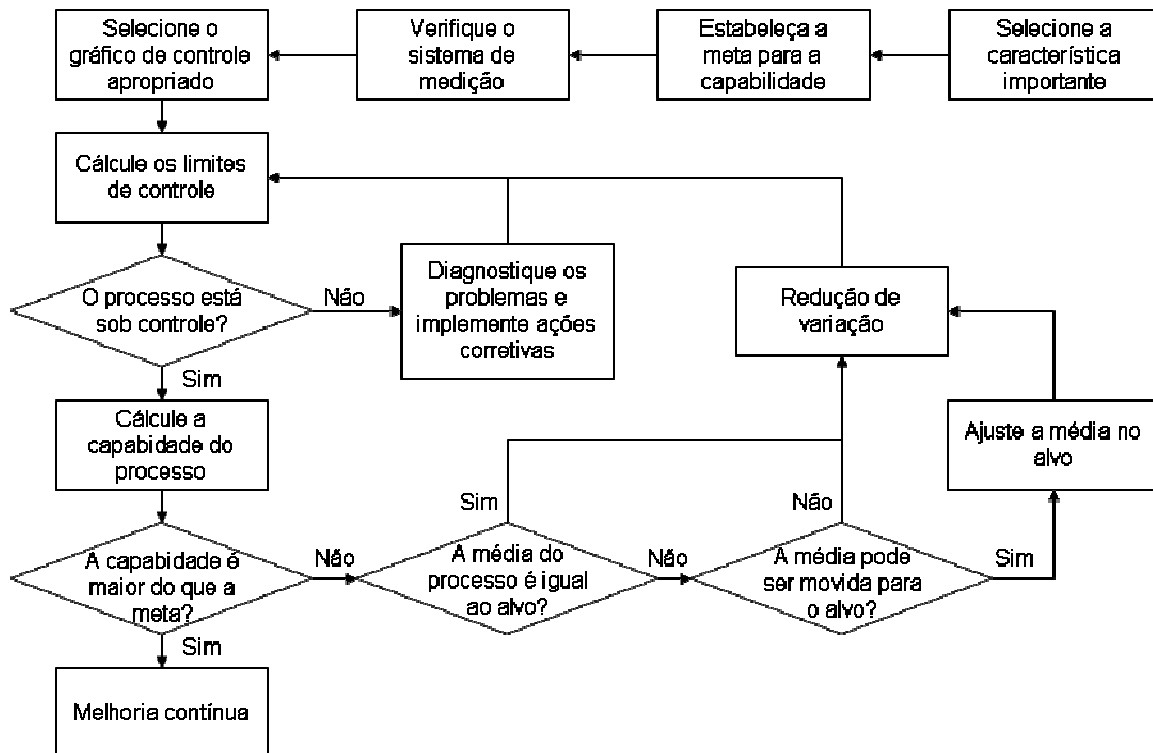 Selecione o
gráfico de controle
apropriado
Verifique o
sistema de
medição
Estabeleça a
meta para a
capabilidade
Selecione a
característica
importante
Cálcule os limites
de controle
O processo está
sob controle?
Não
Diagnostique os
problemas e
implemente ações
corretivas
Redução de
variação
Sim
Cálcule a
capabidade do
processo
Ajuste a média no
alvo
Sim
Não
A capabidade é
maior do que a
meta?
Não
A média do
processo é igual
ao alvo?
Não
A média pode
ser movida para
o alvo?
Sim
Sim
Melhoria contínua